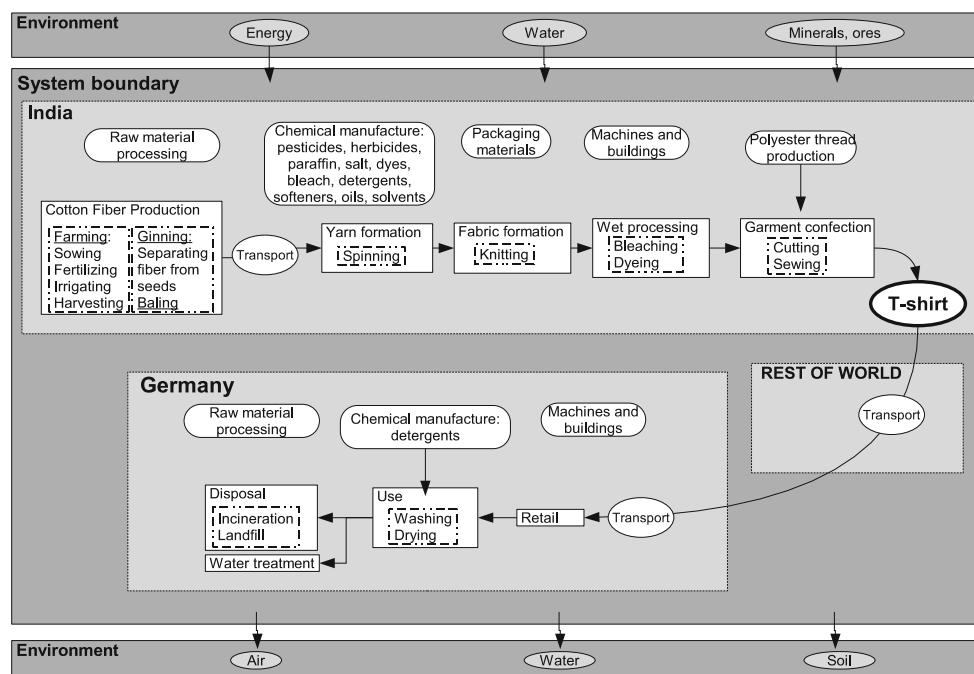 Environment
Energy
Water
Minerals, ores
System boundary
India
Raw material
processing
Chemical manufacture:
pesticides, herbicides,
paraffin, salt, dyes,
bleach, detergents,
softeners, oils, solvents
Packaging
materials
Machines and
buildings
Polyester thread
production
Cotton Fiber Production
Farming:
Sowing
Fertilizing
Irrigating
Harvesting
Ginning:
Separating
fiber from
seeds
Baling
Transport
Yarn formation
Spinning
Fabric formation
Knitting
Wet processing
Bleaching
Dyeing
Garment confection
Cutting
Sewing
T-shirt
REST OF WORLD
Transport
Germany
Raw material
processing
Chemical manufacture:
detergents
Machines and
buildings
Disposal
Incineration
Landfill
Water treatment
Use
Washing
Drying
Retail
Transport
Environment
Air
Water
Soil